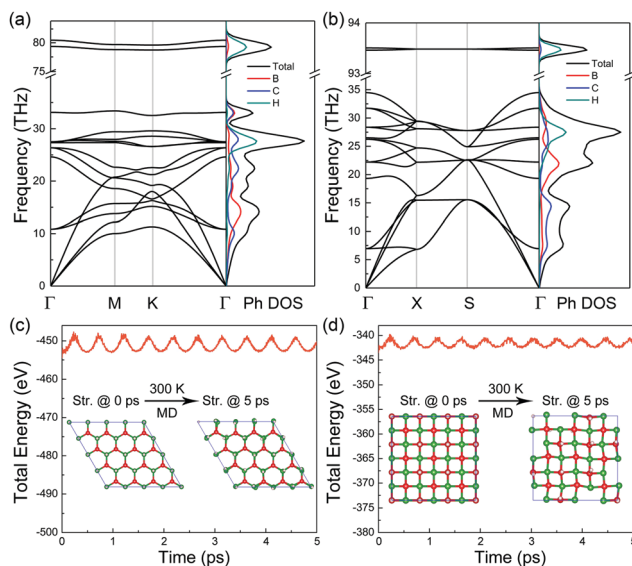 (a)
80
75
Total
B
C
H
30
20
10
0
Frequency (THz)
Γ M K Γ Ph DOS
(b)
94
93
Total
B
C
H
35
30
25
20
15
10
5
0
Frequency (THz)
Γ X S Γ Ph DOS
(c)
-450
-460
-470
-480
-490
-500
Total Energy (eV)
Str. @ 0 ps
300 K
MD
Str. @ 5 ps
0 1 2 3 4 5
Time (ps)
(d)
-340
-345
-350
-355
-360
-365
-370
-375
-380
Total Energy (eV)
Str. @ 0 ps
300 K
MD
Str. @ 5 ps
0 1 2 3 4 5
Time (ps)